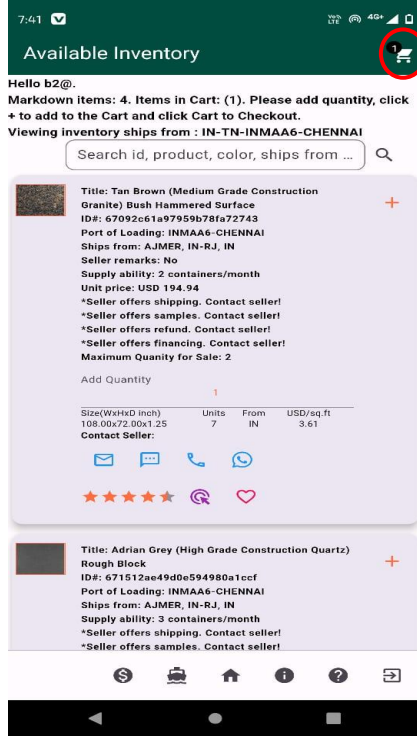 7:41
Vo)) LTE 4G+
Available Inventory
1
Hello b2@.
Markdown items: 4. Items in Cart: (1). Please add quantity, click
+ to add to the Cart and click Cart to Checkout.
Viewing inventory ships from : IN-TN-INMAA6-CHENNAI
Search id, product, color, ships from ...
Title: Tan Brown (Medium Grade Construction
Granite) Bush Hammered Surface
+
ID#: 67092c61a97959b78fa72743
Port of Loading: INMAA6-CHENNAI
Ships from: AJMER, IN-RJ, IN
Seller remarks: No
Supply ability: 2 containers/month
Unit price: USD 194.94
*Seller offers shipping. Contact seller!
*Seller offers samples. Contact seller!
*Seller offers refund. Contact seller!
*Seller offers financing. Contact seller!
Maximum Quanity for Sale: 2
Add Quantity
1
Size(WxHxD inch) Units From USD/sq.ft
108.00x72.00x1.25 7 IN 3.61
Contact Seller:
Title: Adrian Grey (High Grade Construction Quartz)
Rough Block
+
ID#: 671512ae49d0e594980a1ccf
Port of Loading: INMAA6-CHENNAI
Ships from: AJMER, IN-RJ, IN
Supply ability: 3 containers/month
*Seller offers shipping. Contact seller!
*Seller offers samples. Contact seller!